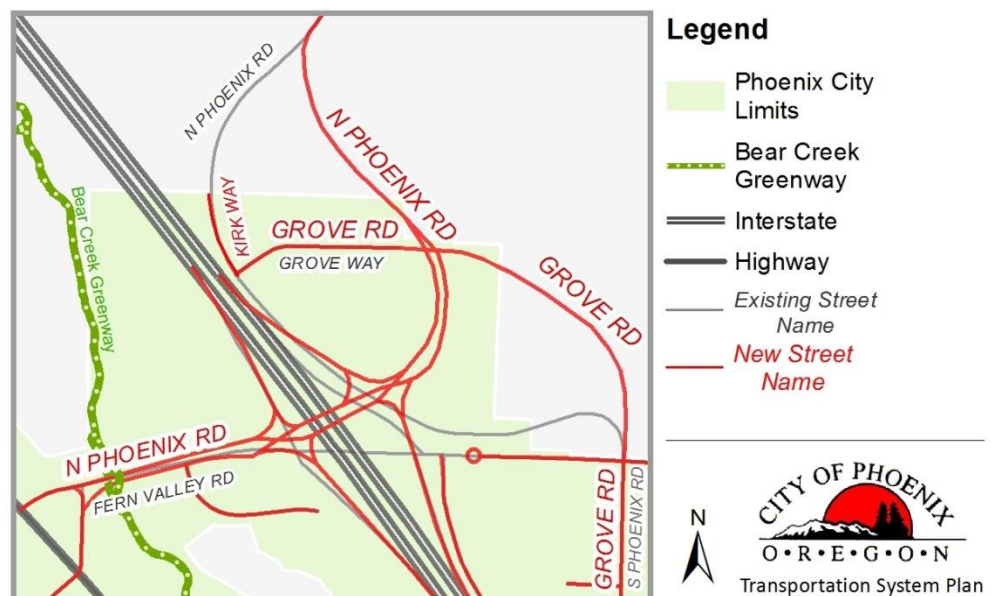 N PHOENIX RD
N PHOENIX RD
KIRK WAY
GROVE RD
GROVE WAY
GROVE RD
Bear Creek Greenway
N PHOENIX RD
FERN VALLEY RD
GROVE RD
S PHOENIX RD
Legend
Phoenix City
Limits
Bear Creek
Greenway
Interstate
Highway
Existing Street
Name
New Street
Name
N
CITY OF PHOENIX
O•R•E•G•O•N
Transportation System Plan